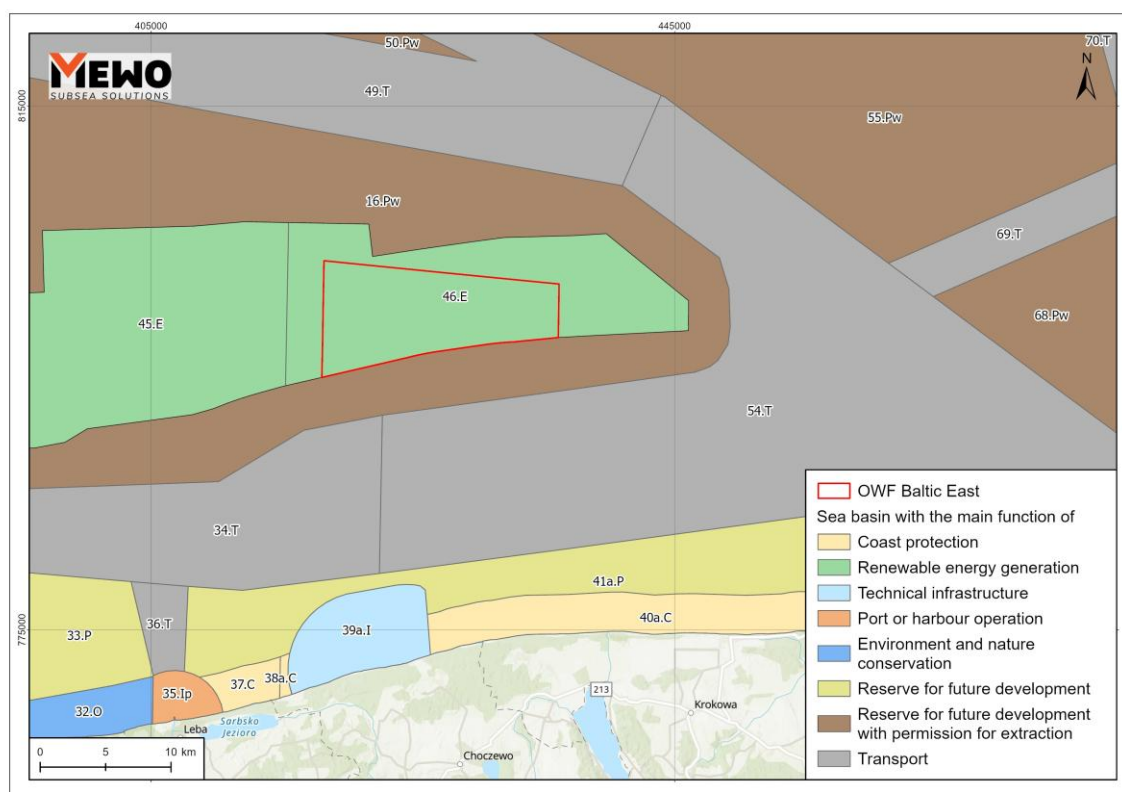 405000
445000
MEWO
SUBSEA SOLUTIONS
50.Pw
70.T
N
49.T
815000
55.Pw
16.Pw
69.T
46.E
45.E
68.Pw
54.T
34.T
41a.P
775000
33.P
36.T
39a.I
40a.C
37.C
38a.C
35.Ip
32.O
213
Krokowa
Łeba
Sarbsko
Jezioro
Choczewo
0 5 10 km
405000
445000
815000
775000
OWF Baltic East
Sea basin with the main function of
Coast protection
Renewable energy generation
Technical infrastructure
Port or harbour operation
Environment and nature
conservation
Reserve for future development
Reserve for future development
with permission for extraction
Transport